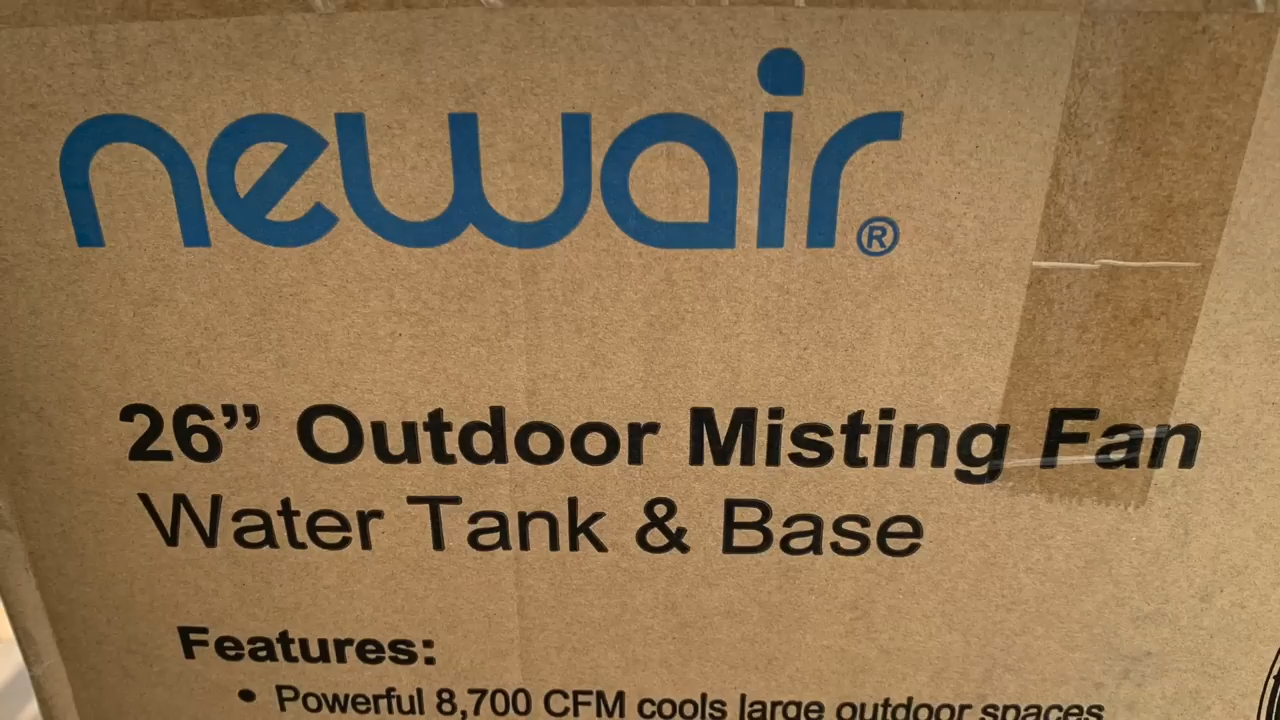 newair®
26” Outdoor Misting Fan
Water Tank & Base
Features:
• Powerful 8,700 CFM cools large outdoor spaces